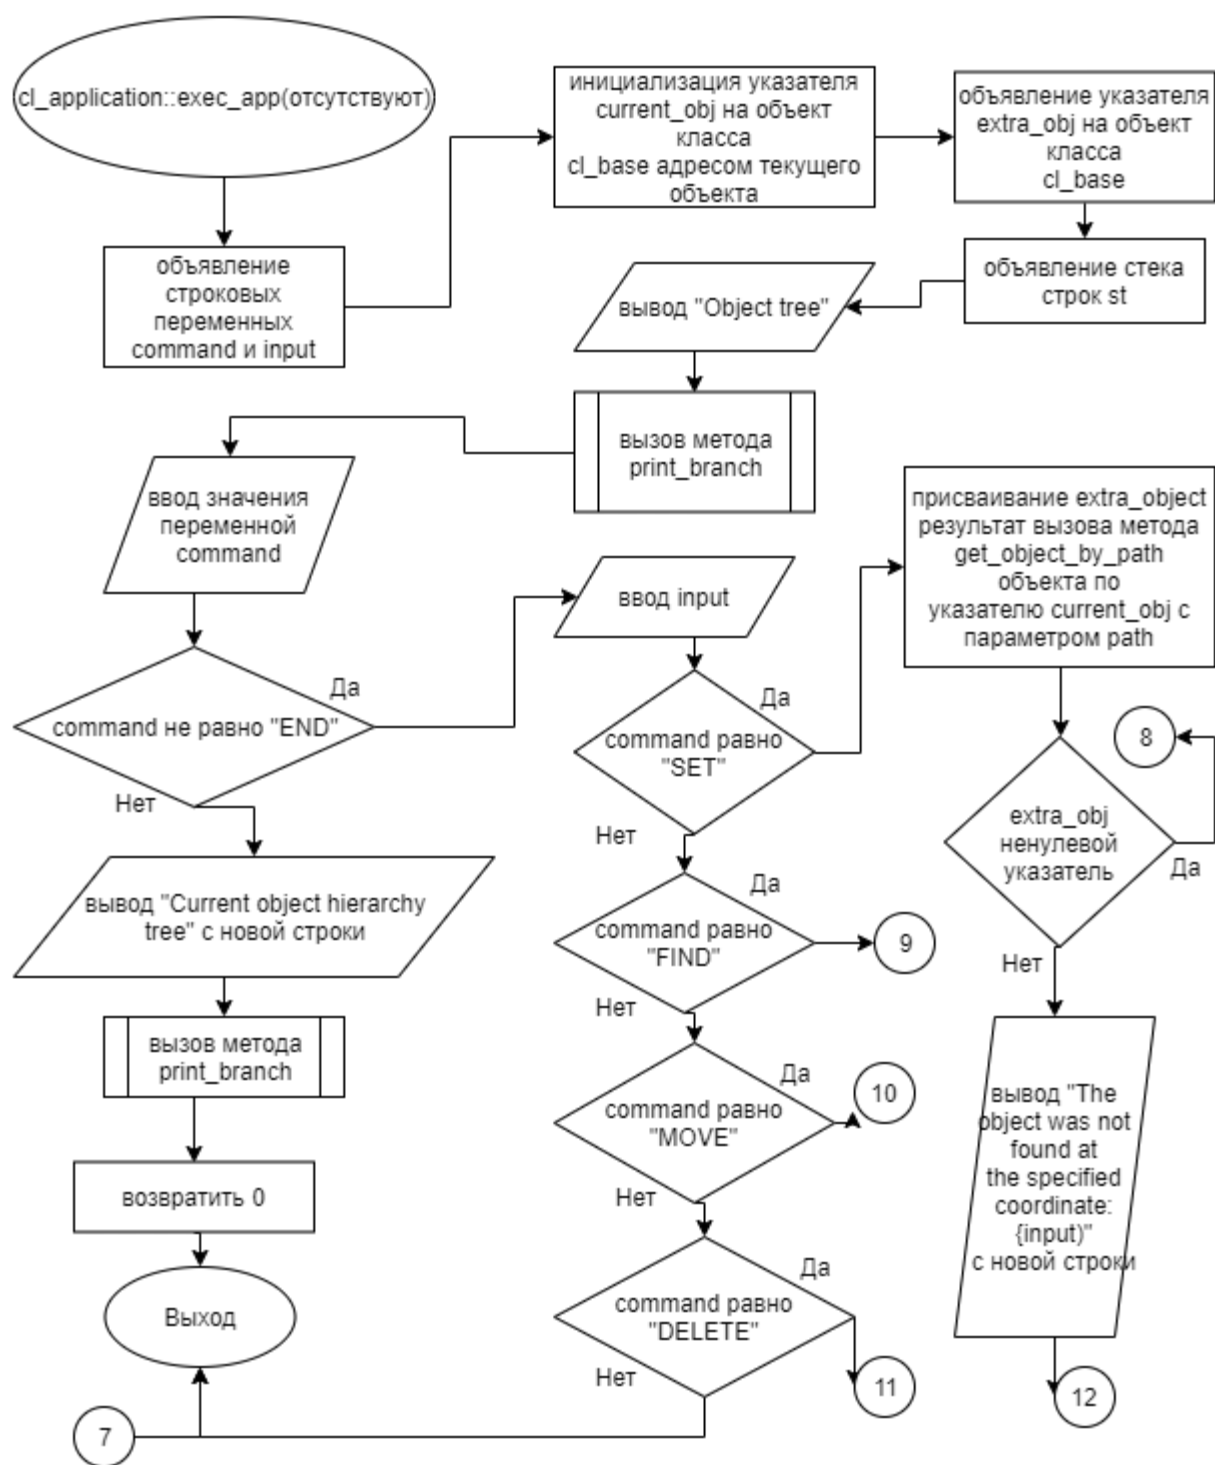 cl_application::exec_app(отсутствуют)
объявление
строковых
переменных
command и input
инициализация указателя
current_obj на объект
класса
cl_base адресом текущего
объекта
объявление указателя
extra_obj на объект
класса
cl_base
объявление стека
строк st
вывод "Object tree"
вызов метода
print_branch
ввод значения
переменной
command
command не равно "END"
Да
Нет
вывод "Current object hierarchy
tree" с новой строки
вызов метода
print_branch
возвратить 0
Выход
7
ввод input
command равно
"SET"
Да
Нет
command равно
"FIND"
Да
9
Нет
command равно
"MOVE"
Да
10
Нет
command равно
"DELETE"
Да
11
Нет
присваивание extra_object
результат вызова метода
get_object_by_path
объекта по
указателю current_obj с
параметром path
8
extra_obj
ненулевой
указатель
Да
Нет
вывод "The
object was not
found at
the specified
coordinate:
{input)"
с новой строки
12